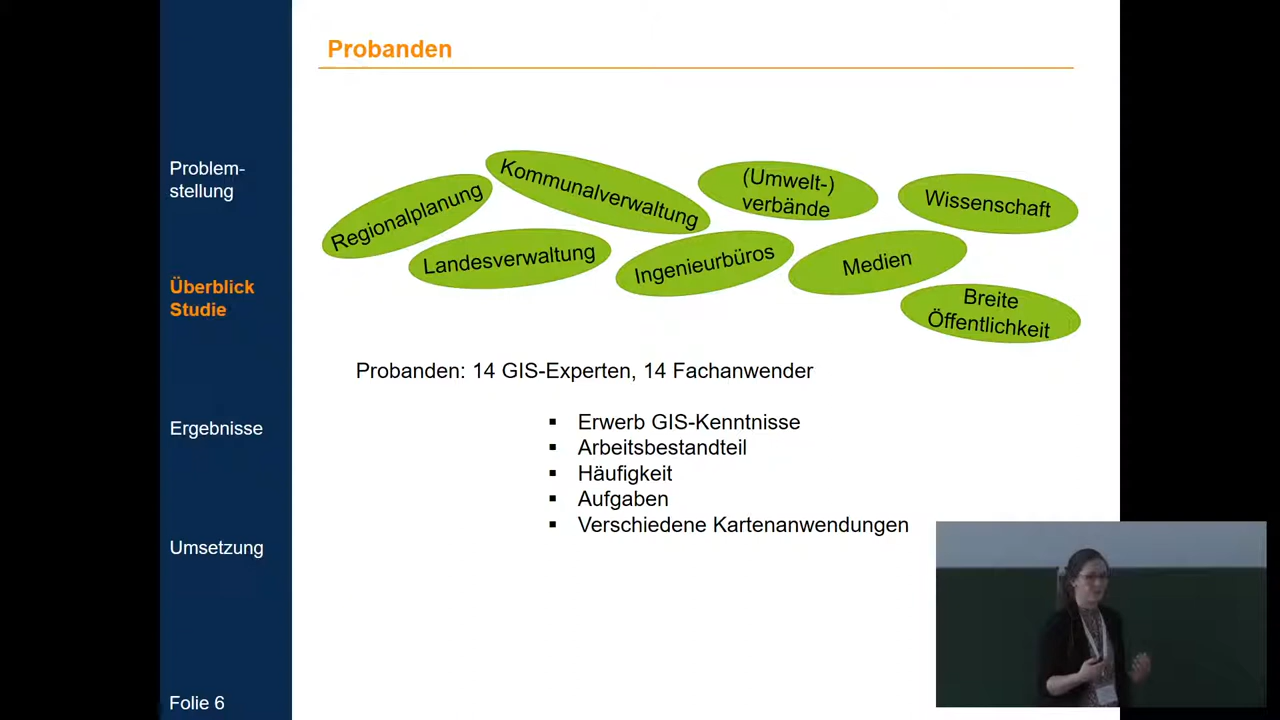 Probanden
Problem-
stellung
Überblick
Studie
Ergebnisse
Umsetzung
Folie 6
Regionalplanung
Kommunalverwaltung
(Umwelt-)
verbände
Wissenschaft
Landesverwaltung
Ingenieurbüros
Medien
Breite
Öffentlichkeit
Probanden: 14 GIS-Experten, 14 Fachanwender
▪ Erwerb GIS-Kenntnisse
▪ Arbeitsbestandteil
▪ Häufigkeit
▪ Aufgaben
▪ Verschiedene Kartenanwendungen